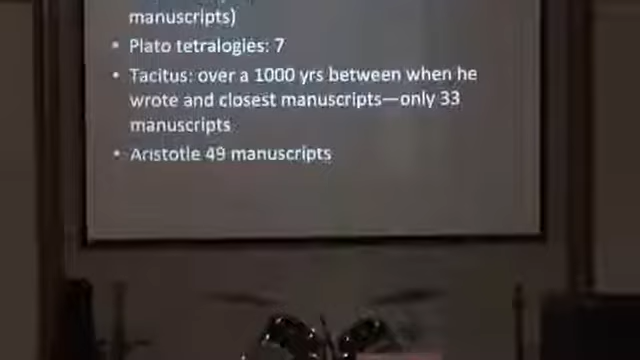 manuscripts)
• Plato tetralogies: 7
• Tacitus: over a 1000 yrs between when he
wrote and closest manuscripts—only 33
manuscripts
• Aristotle 49 manuscripts